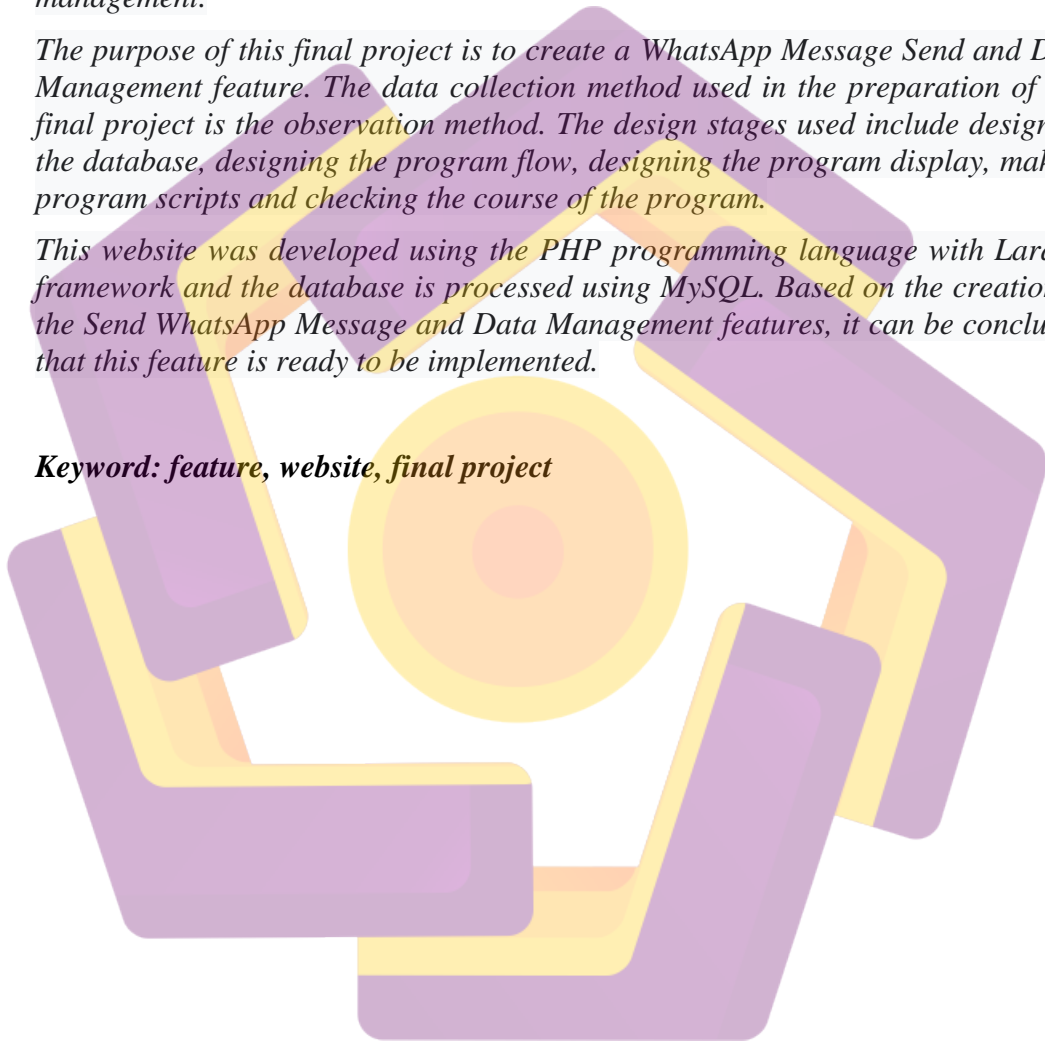 management.
The purpose of this final project is to create a WhatsApp Message Send and D
Management feature. The data collection method used in the preparation of
final project is the observation method. The design stages used include design
the database, designing the program flow, designing the program display, mak
program scripts and checking the course of the program.
This website was developed using the PHP programming language with Lara
framework and the database is processed using MySQL. Based on the creation
the Send WhatsApp Message and Data Management features, it can be conclu
that this feature is ready to be implemented.
Keyword: feature, website, final project